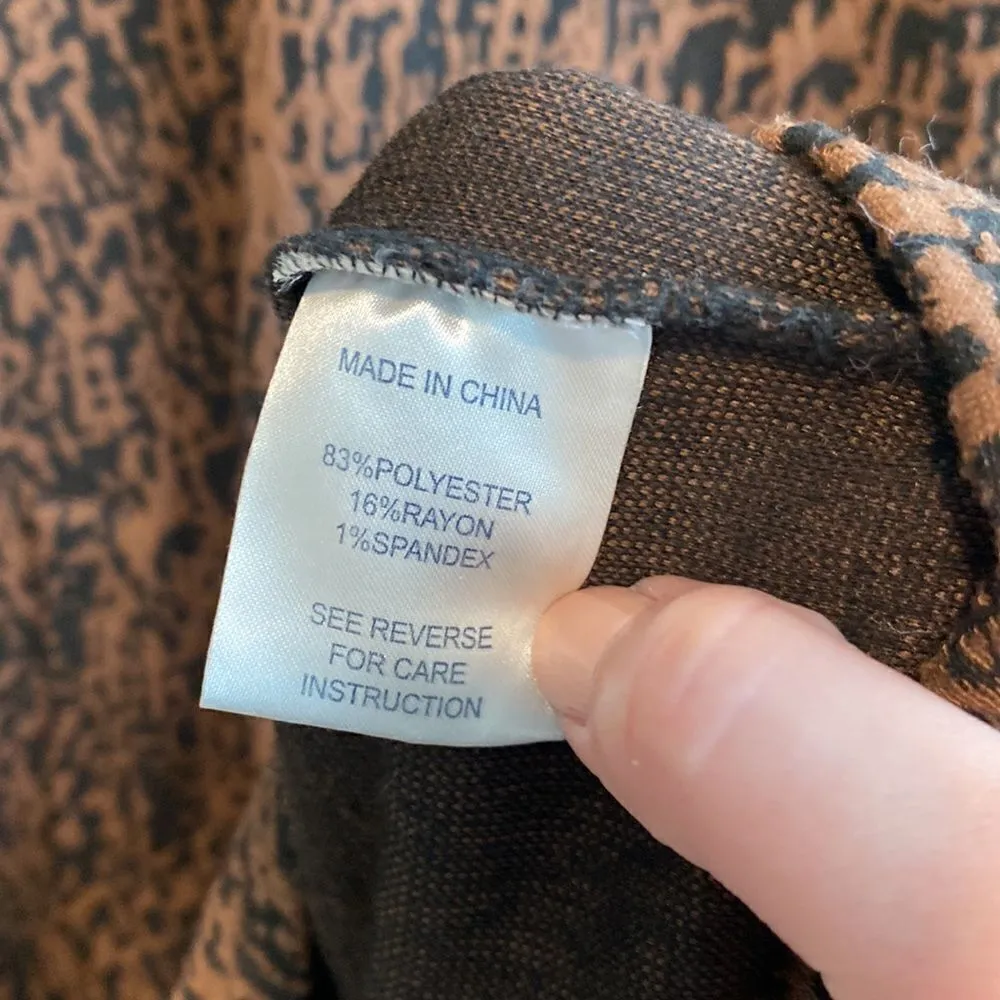 MADE IN CHINA
83%POLYESTER
16%RAYON
1%SPANDEX
SEE REVERSE
FOR CARE
INSTRUCTION